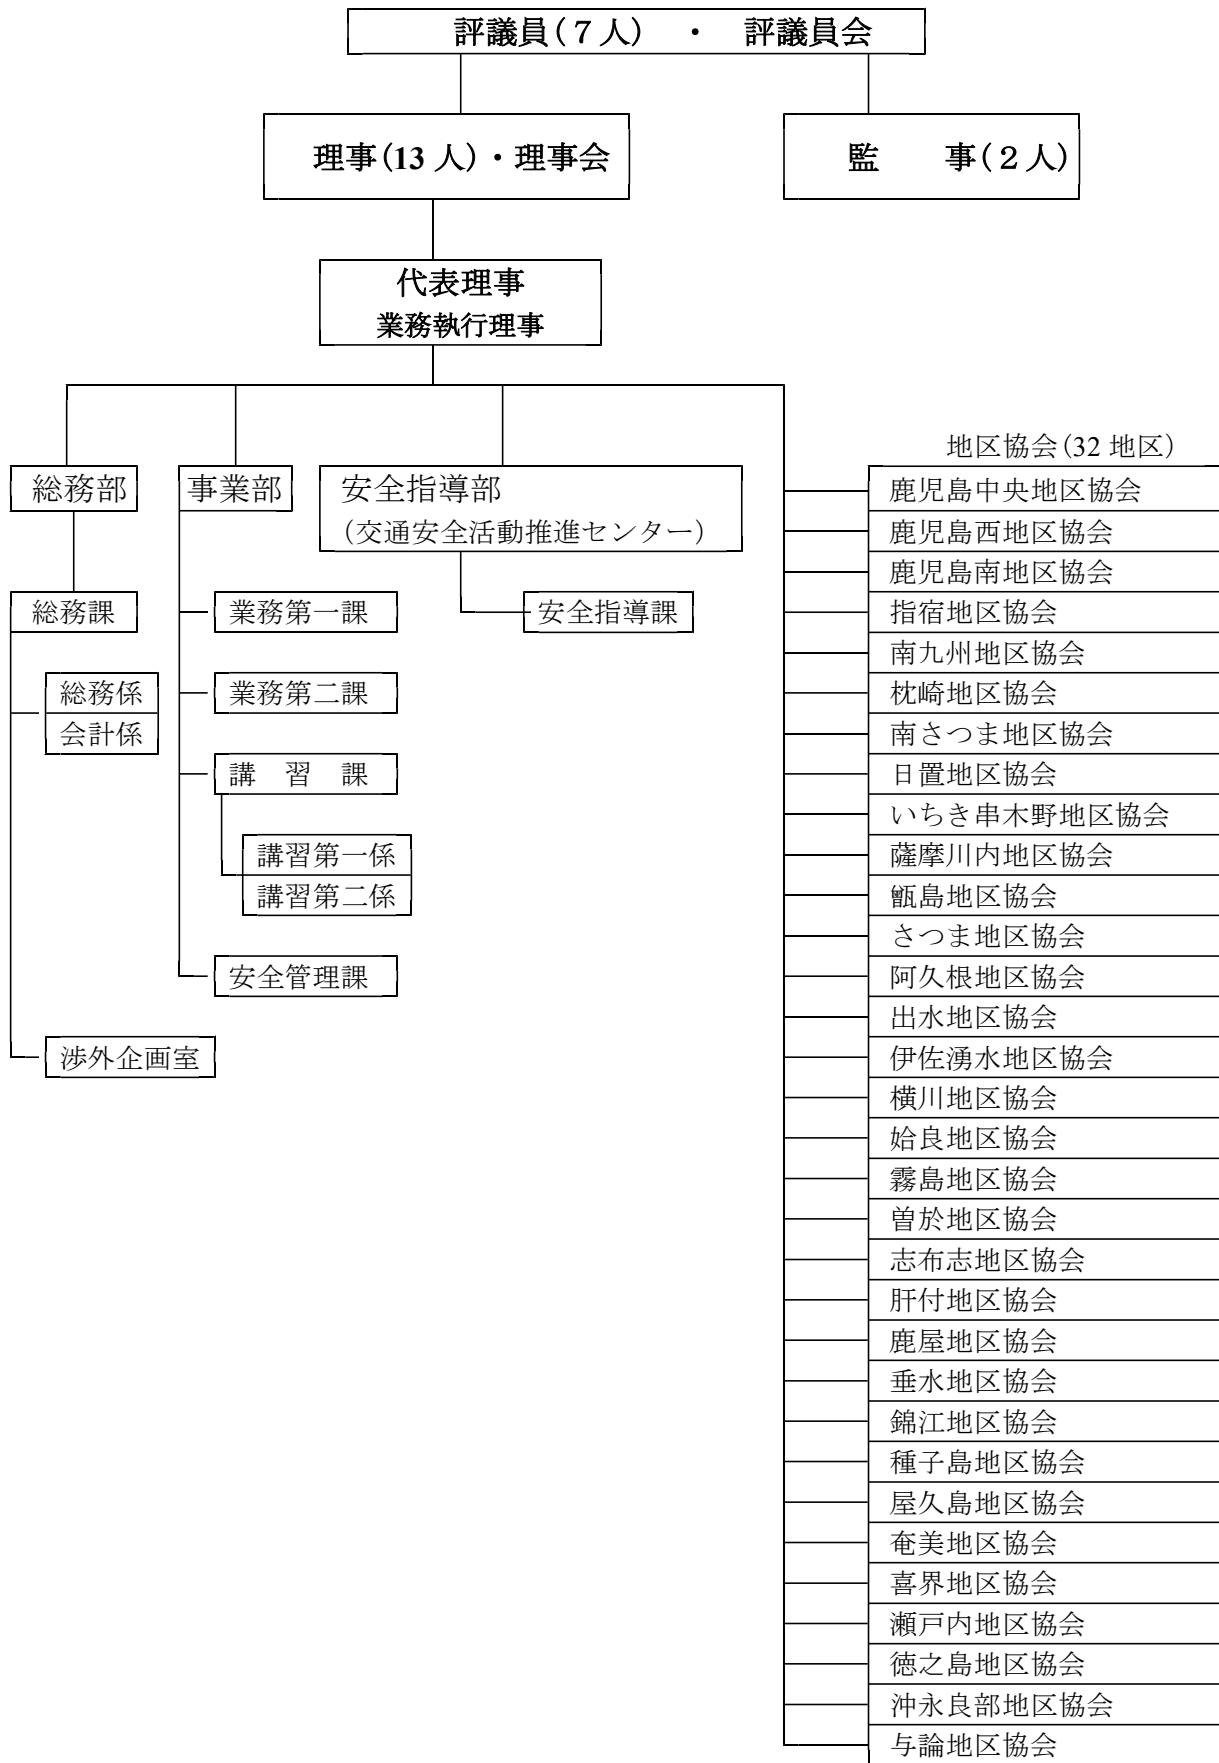 評議員(７人) ・ 評議員会
理事(13 人)・理事会
監 事(２人)
代表理事
業務執行理事
総務部
総務課
総務係
会計係
渉外企画室
事業部
業務第一課
業務第二課
講 習 課
講習第一係
講習第二係
安全管理課
安全指導部
（交通安全活動推進センター）
安全指導課
地区協会(32 地区)
鹿児島中央地区協会
鹿児島西地区協会
鹿児島南地区協会
指宿地区協会
南九州地区協会
枕崎地区協会
南さつま地区協会
日置地区協会
いちき串木野地区協会
薩摩川内地区協会
甑島地区協会
さつま地区協会
阿久根地区協会
出水地区協会
伊佐湧水地区協会
横川地区協会
姶良地区協会
霧島地区協会
曽於地区協会
志布志地区協会
肝付地区協会
鹿屋地区協会
垂水地区協会
錦江地区協会
種子島地区協会
屋久島地区協会
奄美地区協会
喜界地区協会
瀬戸内地区協会
徳之島地区協会
沖永良部地区協会
与論地区協会